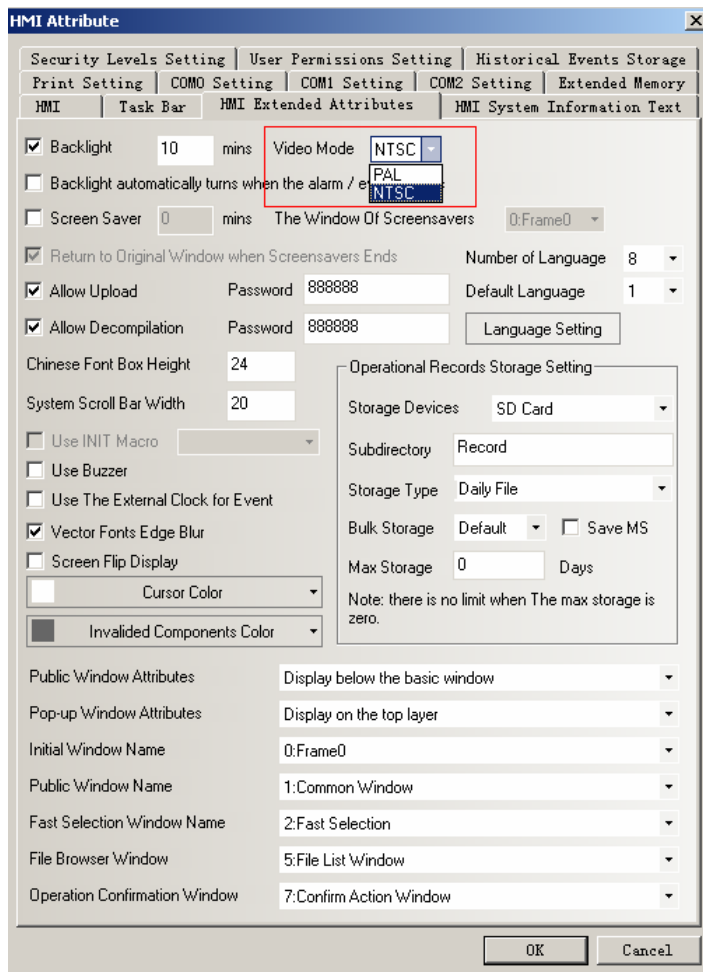 HMI Attribute
Security Levels Setting User Permissions Setting Historical Events Storage
Print Setting COM0 Setting COM1 Setting COM2 Setting Extended Memory
HMI Task Bar HMI Extended Attributes HMI System Information Text
Backlight 10 mins Video Mode NTSC
PAL
NTSC
Backlight automatically turns when the alarm / e
Screen Saver 0 mins The Window Of Screensavers 0:Frame0
Return to Original Window when Screensavers Ends Number of Language 8
Allow Upload Password 888888 Default Language 1
Allow Decompilation Password 888888 Language Setting
Chinese Font Box Height 24
System Scroll Bar Width 20
Use INIT Macro
Use Buzzer
Use The External Clock for Event
Vector Fonts Edge Blur
Screen Flip Display
Cursor Color
Invalided Components Color
Operational Records Storage Setting
Storage Devices SD Card
Subdirectory Record
Storage Type Daily File
Bulk Storage Default Save MS
Max Storage 0 Days
Note: there is no limit when The max storage is
zero.
Public Window Attributes Display below the basic window
Pop-up Window Attributes Display on the top layer
Initial Window Name 0:Frame0
Public Window Name 1:Common Window
Fast Selection Window Name 2:Fast Selection
File Browser Window 5:File List Window
Operation Confirmation Window 7:Confirm Action Window
OK Cancel